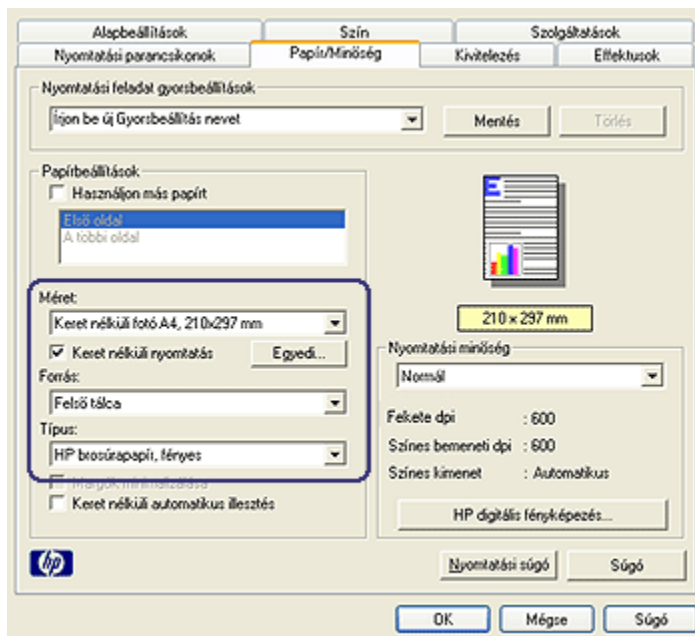 Alapbeállítások Szín Szolgáltatások
Nyomtatási parancsikonok Papír/Minőség Kivitelezés Effektusok
Nyomtatási feladat gyorsbeállítások
Írjon be új Gyorsbeállítás nevet Mentés Törlés
Papírbeállítások
Használjon más papírt
Első oldal
A többi oldal
Méret:
Keret nélküli fotó A4, 210x297 mm
Keret nélküli nyomtatás Egyedi...
Forrás:
Felső tálca
Típus:
HP brosúrapapír, fényes
Margók minimalizálása
Keret nélküli automatikus illesztés
E
210 x 297 mm
Nyomtatási minőség
Normál
Fekete dpi : 600
Színes bemeneti dpi : 600
Színes kimenet : Automatikus
HP digitális fényképezés...
hp Nyomtatási súgó Súgó
OK Mégse Súgó